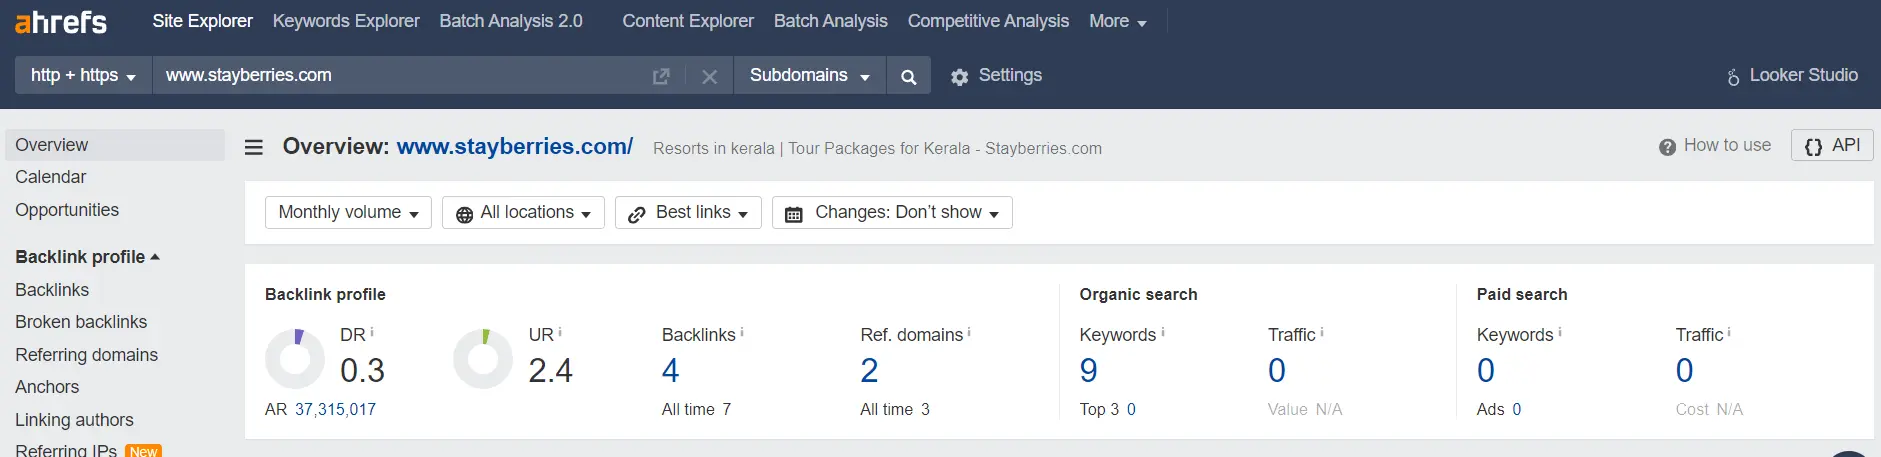 ahrefs Site Explorer Keywords Explorer Batch Analysis 2.0 Content Explorer Batch Analysis Competitive Analysis More
http + https www.stayberries.com Subdomains Settings Looker Studio
Overview
Calendar
Opportunities
Backlink profile
Backlinks
Broken backlinks
Referring domains
Anchors
Linking authors
Referring IPs New
Overview: www.stayberries.com/ Resorts in kerala | Tour Packages for Kerala - Stayberries.com How to use {} API
Monthly volume All locations Best links Changes: Don't show
Backlink profile
DR i UR i Backlinks i Ref. domains i
0.3 2.4 4 2
AR 37,315,017 All time 7 All time 3
Organic search
Keywords i Traffic i
9 0
Top 3 0 Value N/A
Paid search
Keywords i Traffic i
0 0
Ads 0 Cost N/A